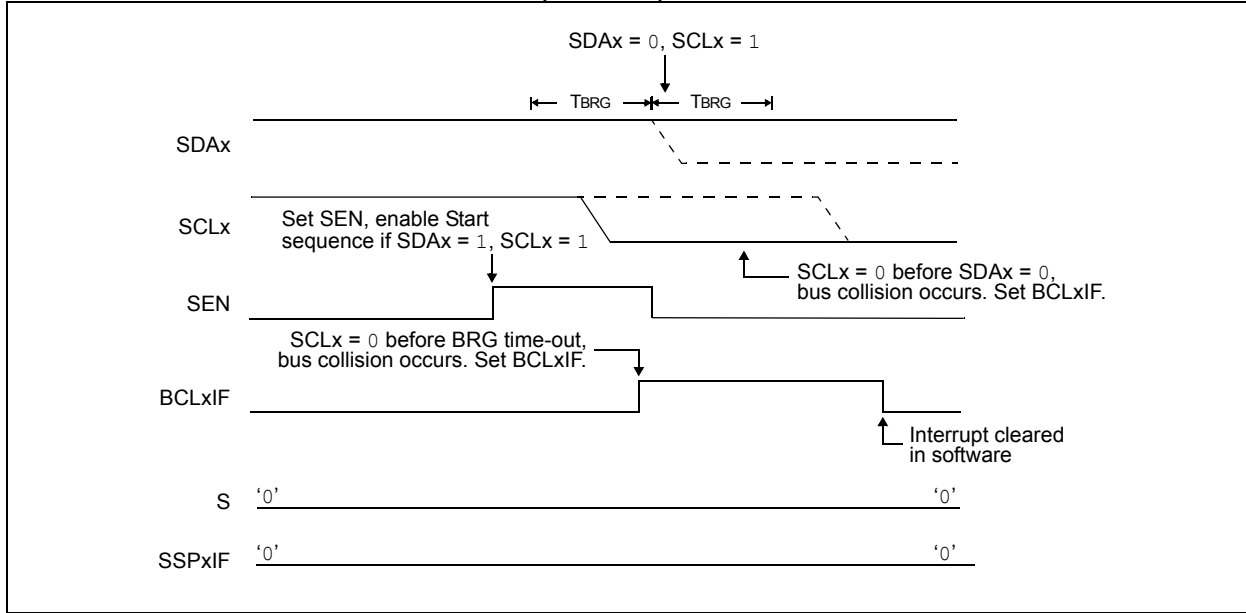 SDAx = 0, SCLx = 1
TBRG TBRG
SDAx
SCLx
Set SEN, enable Start
sequence if SDAx = 1, SCLx = 1
SCLx = 0 before SDAx = 0,
bus collision occurs. Set BCLxIF.
SEN
SCLx = 0 before BRG time-out,
bus collision occurs. Set BCLxIF.
BCLxIF
Interrupt cleared
in software
S ‘0’ ‘0’
SSPxIF ‘0’ ‘0’